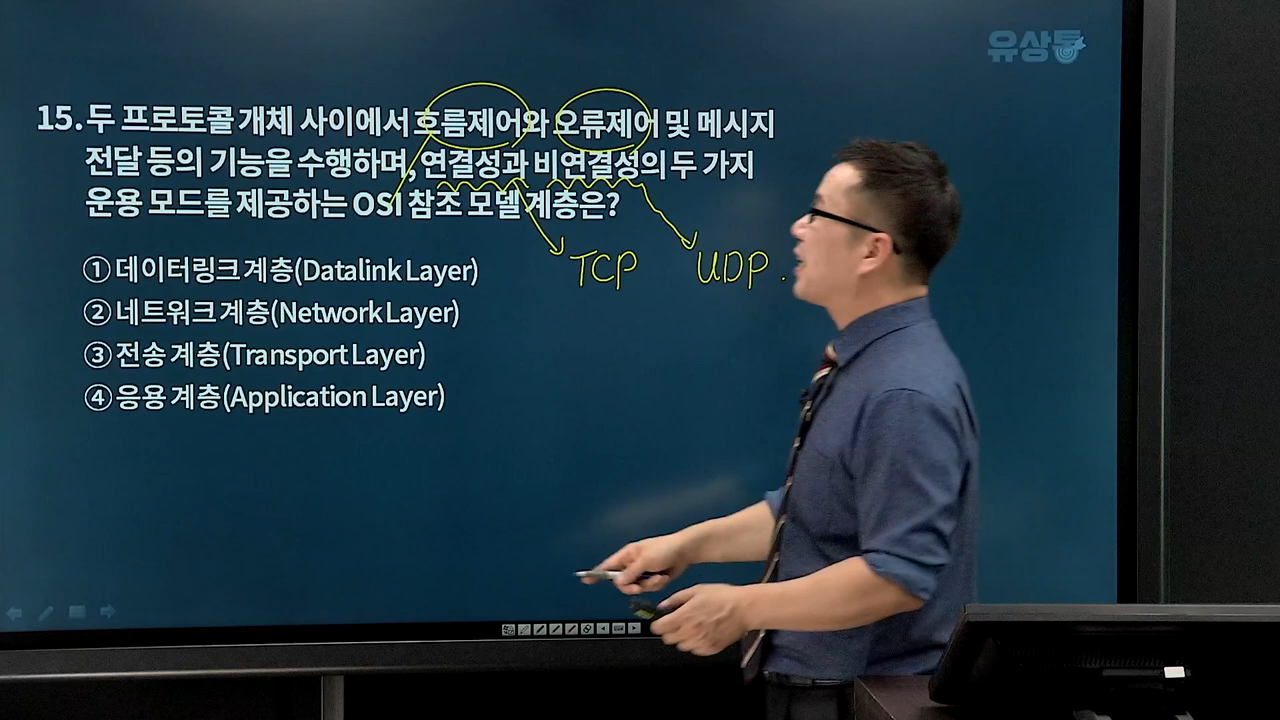 유상통
15. 두 프로토콜 개체 사이에서 흐름제어와 오류제어 및 메시지
전달 등의 기능을 수행하며, 연결성과 비연결성의 두 가지
운용 모드를 제공하는 OSI 참조 모델 계층은?
TCP UDP.
① 데이터링크 계층(Datalink Layer)
② 네트워크 계층(Network Layer)
③ 전송 계층(Transport Layer)
④ 응용 계층(Application Layer)